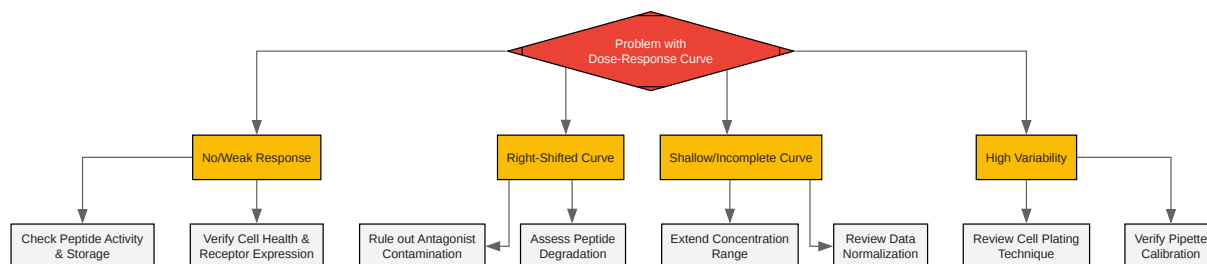 Problem with
Dose-Response Curve
No/Weak Response
Right-Shifted Curve
Shallow/Incomplete Curve
High Variability
Check Peptide Activity
& Storage
Verify Cell Health &
Receptor Expression
Rule out Antagonist
Contamination
Assess Peptide
Degradation
Extend Concentration
Range
Review Data
Normalization
Review Cell Plating
Technique
Verify Pipette
Calibration